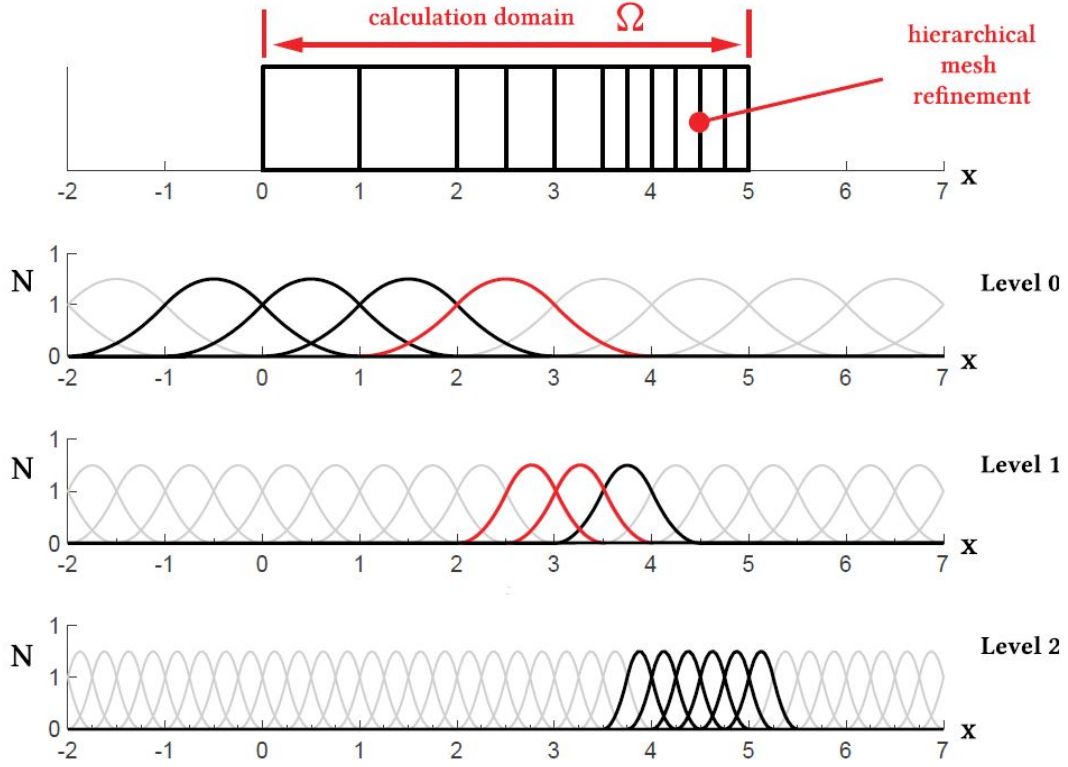 calculation domain Ω
hierarchical
mesh
refinement
-2 -1 0 1 2 3 4 5 6 7 x
1
N 1 Level 0
0
-2 -1 0 1 2 3 4 5 6 7 x
1
N 1 Level 1
0
-2 -1 0 1 2 3 4 5 6 7 x
1
N 1 Level 2
0
-2 -1 0 1 2 3 4 5 6 7 x